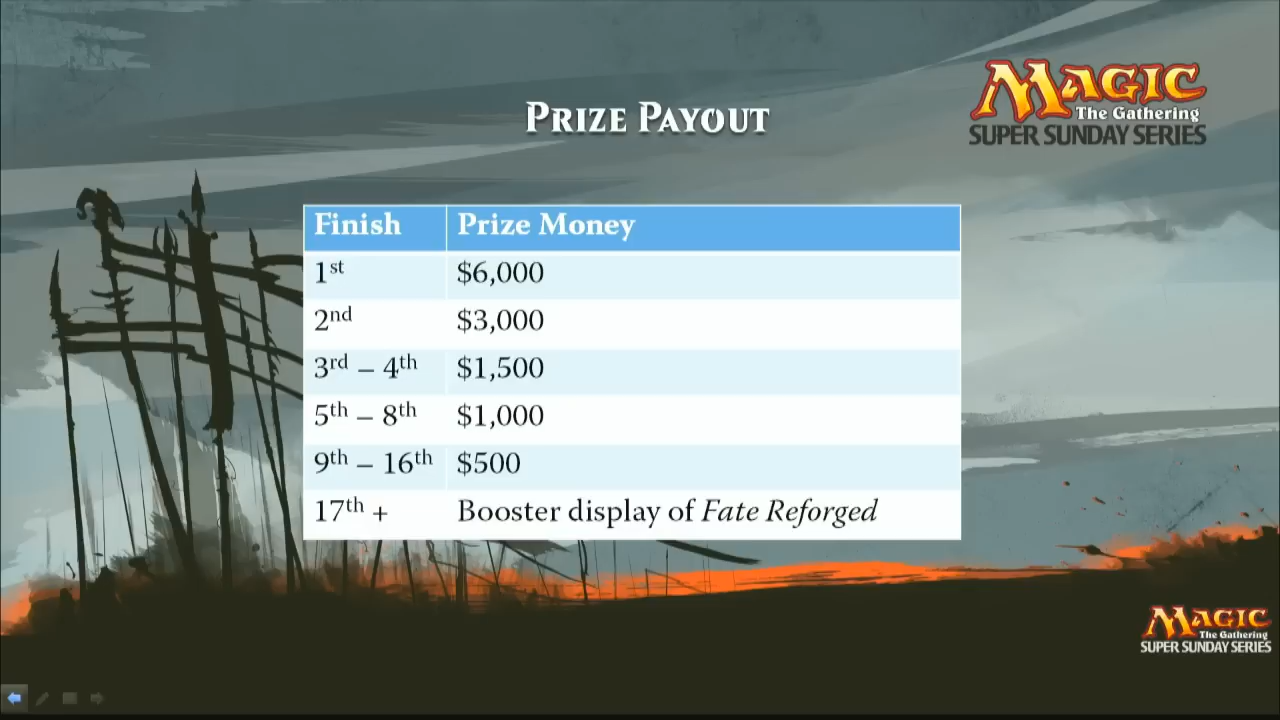 MAGIC
The Gathering
SUPER SUNDAY SERIES
PRIZE PAYOUT
Finish Prize Money
1st $6,000
2nd $3,000
3rd – 4th $1,500
5th – 8th $1,000
9th – 16th $500
17th + Booster display of Fate Reforged
MAGIC
The Gathering
SUPER SUNDAY SERIES